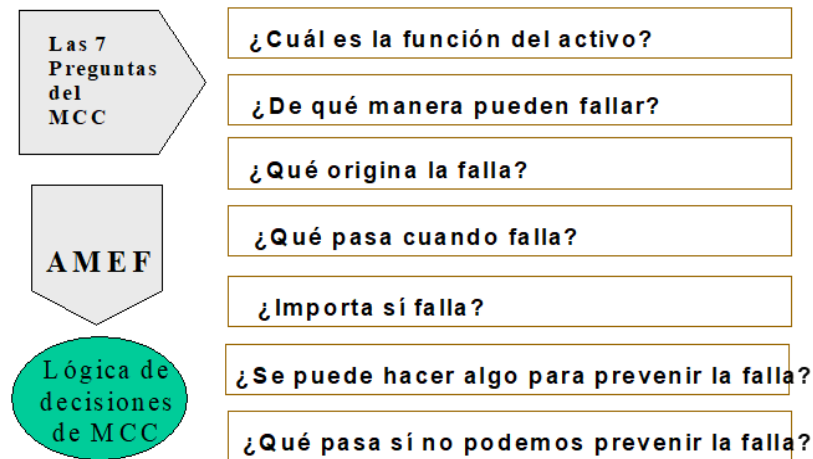 Las 7
Preguntas
del
MCC
¿Cuál es la función del activo?
¿De qué manera pueden fallar?
¿Qué origina la falla?
AMEF
¿Qué pasa cuando falla?
¿Importa sí falla?
Lógica de
decisiones
de MCC
¿Se puede hacer algo para prevenir la falla?
¿Qué pasa sí no podemos prevenir la falla?